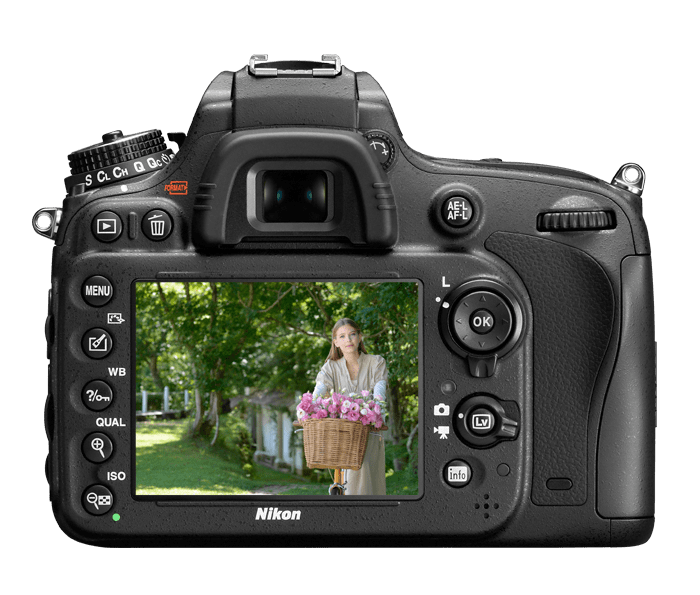 S CL CH Q Qc
FORMAT
AE-L
AF-L
MENU
L
OK
WB
?/
QUAL
Lv
ISO
info
Nikon